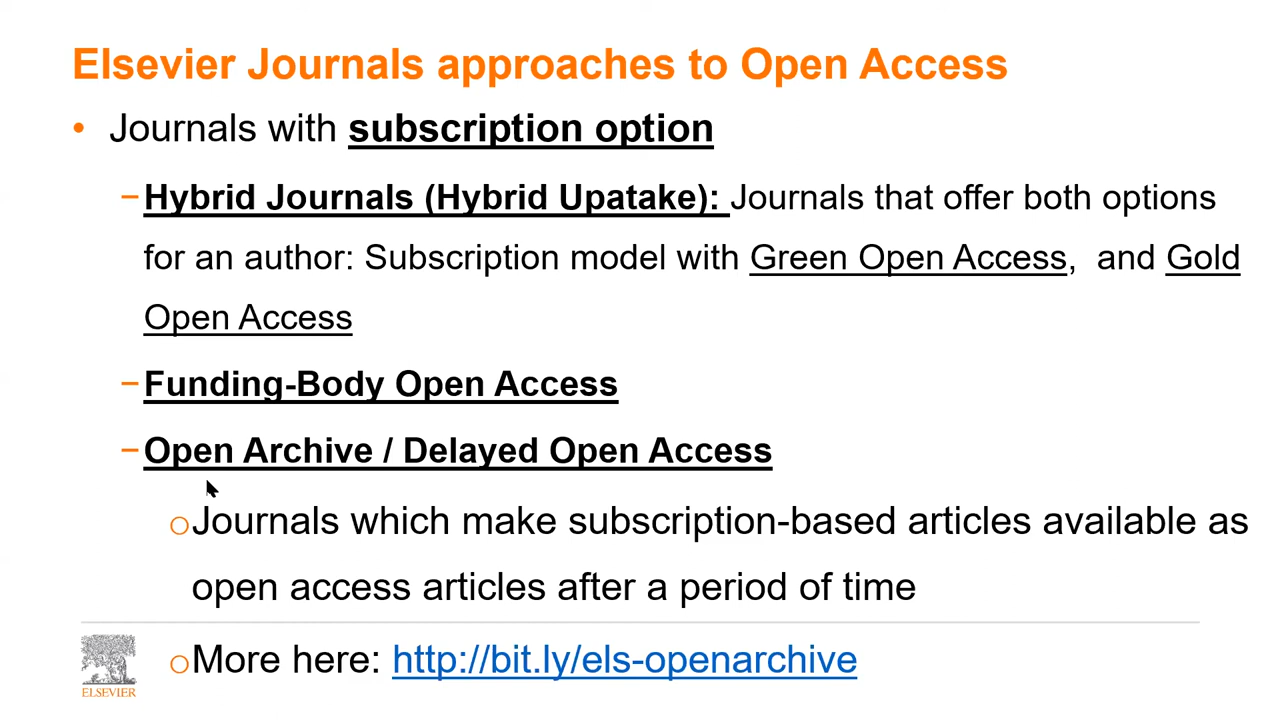 Elsevier Journals approaches to Open Access
• Journals with subscription option
–Hybrid Journals (Hybrid Upatake): Journals that offer both options
for an author: Subscription model with Green Open Access, and Gold
Open Access
–Funding-Body Open Access
–Open Archive / Delayed Open Access
oJournals which make subscription-based articles available as
open access articles after a period of time
oMore here: http://bit.ly/els-openarchive
ELSEVIER